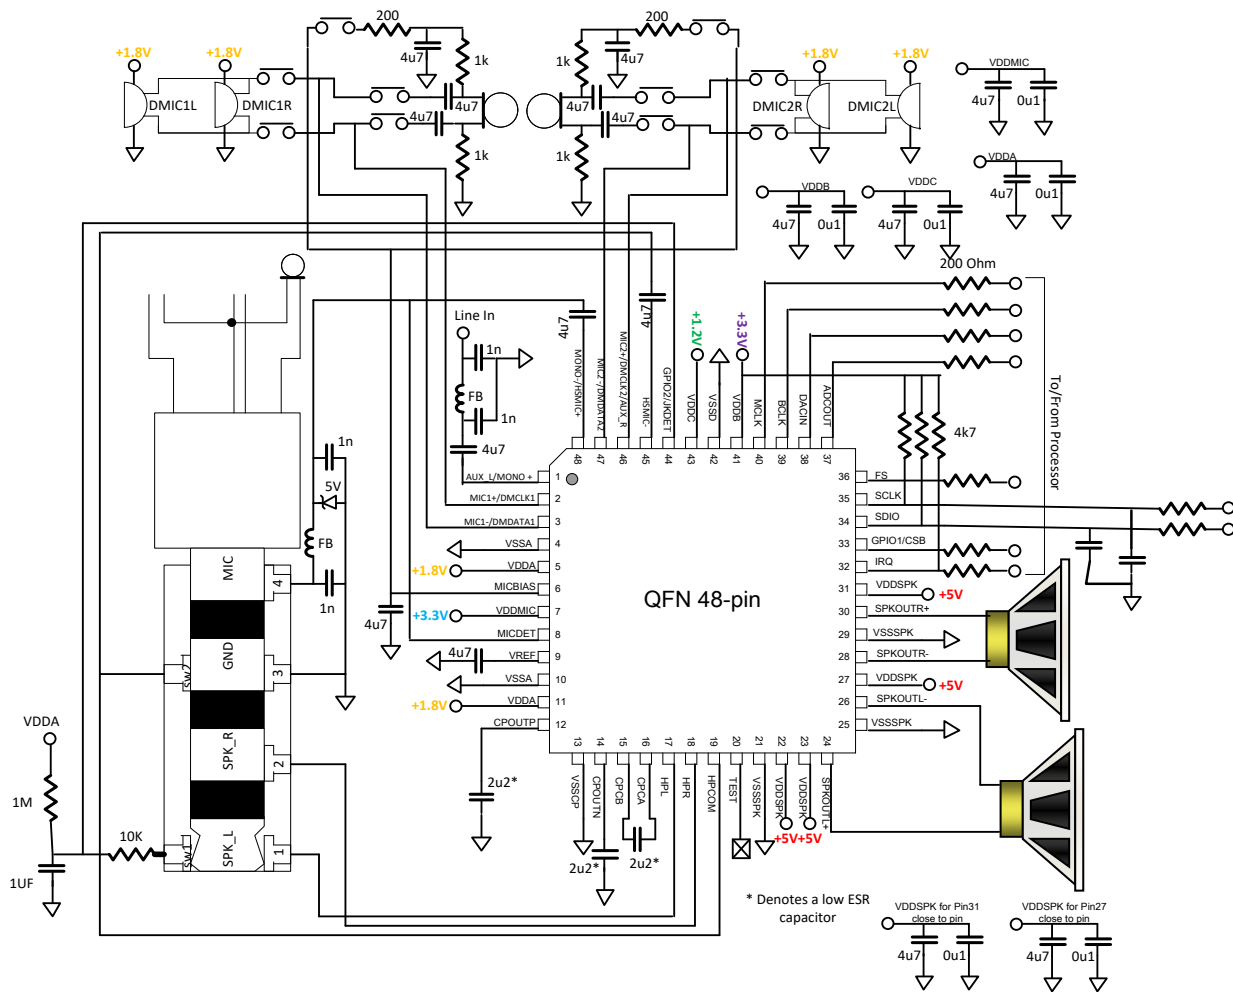 200
200
+1.8V
+1.8V
4u7
1k
1k
4u7
+1.8V
+1.8V
VDDMIC
DMIC1L
DMIC1R
4u7
4u7
4u7
4u7
DMIC2R
DMIC2L
4u7
0u1
1k
1k
VDDA
4u7
0u1
VDDB
VDDC
4u7
0u1
4u7
0u1
200 Ohm
Line In
1n
4u7
4u7
+1.2V
+3.3V
To/From Processor
FB
1n
4u7
MONO-/HSMIC+
MIC2-/DMDATA2
MIC2+/DMCLK2/AUX_R
HSMIC-
GPIO2/JKDET
VDDC
VSSD
VDDB
MCLK
BCLK
DACIN
ADCOUT
4k7
48
47
46
45
44
43
42
41
40
39
38
37
1n
5V
FB
1n
AUX_L/MONO +
1
MIC1+/DMCLK1
2
MIC1-/DMDATA1
3
VSSA
4
+1.8V
VDDA
5
MICBIAS
6
+3.3V
VDDMIC
7
MICDET
8
4u7
4u7
VREF
9
VSSA
10
+1.8V
VDDA
11
CPOUTP
12
QFN 48-pin
36
FS
35
SCLK
34
SDIO
33
GPIO1/CSB
32
IRQ
31
VDDSPK
+5V
30
SPKOUTR+
29
VSSSPK
28
SPKOUTR-
27
VDDSPK
+5V
26
SPKOUTL-
25
VSSSPK
MIC
4
GND
3
sw2
SPK_R
2
SPK_L
1
sw1
VDDA
1M
10K
1UF
13
14
15
16
17
18
19
20
21
22
23
24
VSSCP
CPOUTN
CPCB
CPCA
HPL
HPR
HPCOM
TEST
VSSSPK
VDDSPK
VDDSPK
SPKOUTL+
2u2*
2u2*
2u2*
+5V
+5V
* Denotes a low ESR
capacitor
VDDSPK for Pin31
close to pin
4u7
0u1
VDDSPK for Pin27
close to pin
4u7
0u1